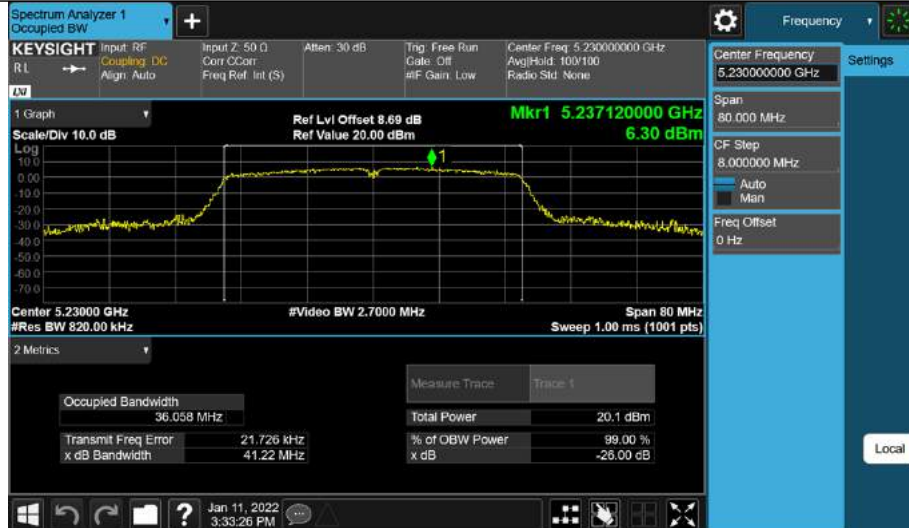 Spectrum Analyzer 1
Occupied BW
Frequency
KEYSIGHT
RL
LXI
Input: RF
Coupling: DC
Align: Auto
Input Z: 50 Ω
Corr CCorr
Freq Ref: Int (S)
Atten: 30 dB
Trig: Free Run
Gate: Off
#IF Gain: Low
Center Freq: 5.230000000 GHz
Avg|Hold: 100/100
Radio Std: None
Center Frequency
5.230000000 GHz
Settings
Span
80.000 MHz
CF Step
8.000000 MHz
Auto
Man
Freq Offset
0 Hz
Local
1 Graph
Scale/Div 10.0 dB
Ref Lvl Offset 8.69 dB
Ref Value 20.00 dBm
Mkr1 5.237120000 GHz
6.30 dBm
Log
10.0
0.00
-10.0
-20.0
-30.0
-40.0
-50.0
-60.0
-70.0
1
Center 5.23000 GHz
#Res BW 820.00 kHz
#Video BW 2.7000 MHz
Span 80 MHz
Sweep 1.00 ms (1001 pts)
2 Metrics
Measure Trace
Trace 1
Occupied Bandwidth
36.058 MHz
Total Power
20.1 dBm
Transmit Freq Error
21.726 kHz
% of OBW Power
99.00 %
x dB Bandwidth
41.22 MHz
x dB
-26.00 dB
?
Jan 11, 2022
3:33:26 PM